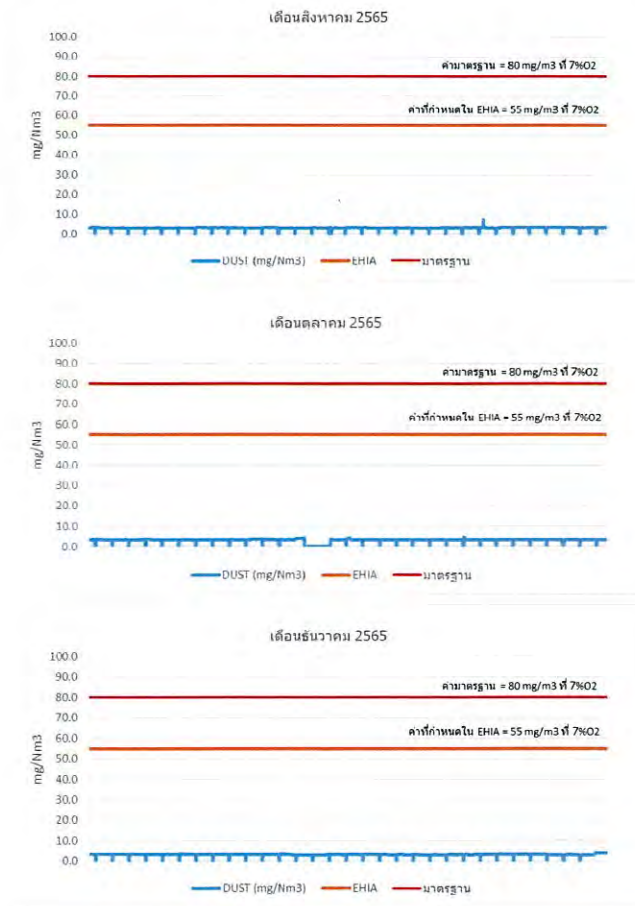 เดือนสิงหาคม 2565
100.0
90.0
80.0
70.0
60.0
50.0
40.0
30.0
20.0
10.0
0.0
mg/Nm3
ค่ามาตรฐาน = 80 mg/m3 ที่ 7%O2
ค่าที่กำหนดใน EHIA = 55 mg/m3 ที่ 7%O2
DUST (mg/Nm3) EHIA มาตรฐาน
เดือนตุลาคม 2565
100.0
90.0
80.0
70.0
60.0
50.0
40.0
30.0
20.0
10.0
0.0
mg/Nm3
ค่ามาตรฐาน = 80 mg/m3 ที่ 7%O2
ค่าที่กำหนดใน EHIA = 55 mg/m3 ที่ 7%O2
DUST (mg/Nm3) EHIA มาตรฐาน
เดือนธันวาคม 2565
100.0
90.0
80.0
70.0
60.0
50.0
40.0
30.0
20.0
10.0
0.0
mg/Nm3
ค่ามาตรฐาน = 80 mg/m3 ที่ 7%O2
ค่าที่กำหนดใน EHIA = 55 mg/m3 ที่ 7%O2
DUST (mg/Nm3) EHIA มาตรฐาน